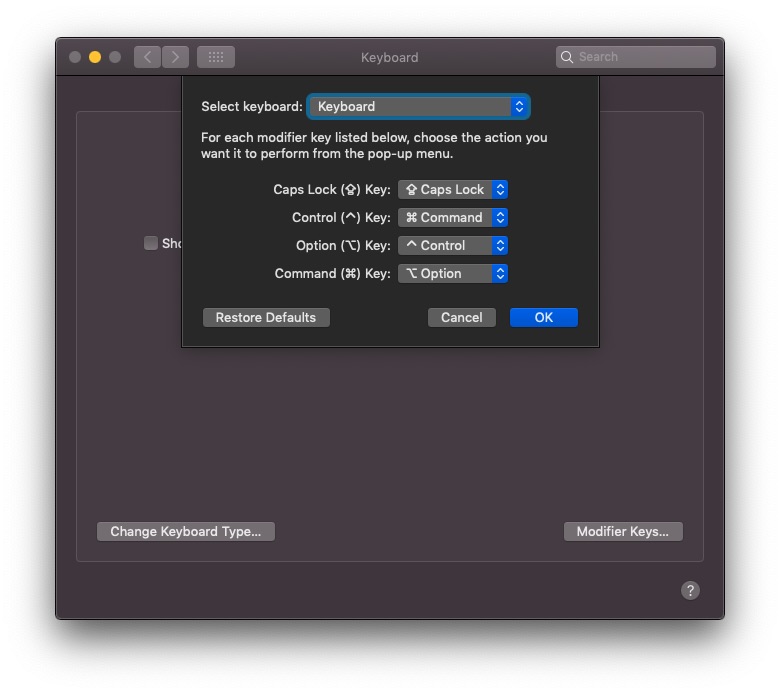 Keyboard
Search
Select keyboard: Keyboard
For each modifier key listed below, choose the action you
want it to perform from the pop-up menu.
Caps Lock (⇪) Key: ⇪ Caps Lock
Control (^) Key: ⌘ Command
Option (⌥) Key: ^ Control
Command (⌘) Key: ⌥ Option
Restore Defaults Cancel OK
Change Keyboard Type... Modifier Keys...
?